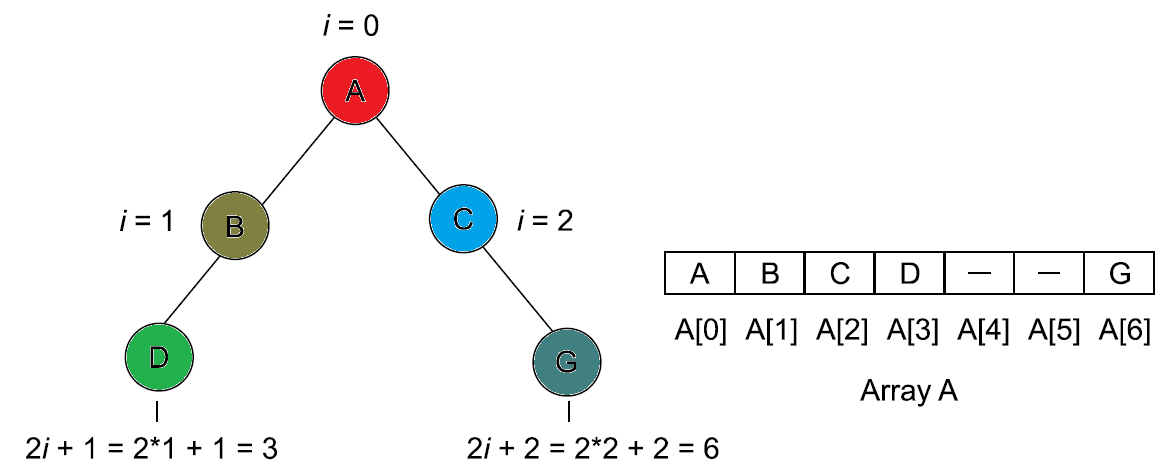 i = 0
A
i = 1
B
C
i = 2
D
G
2i + 1 = 2*1 + 1 = 3
2i + 2 = 2*2 + 2 = 6
A B C D — — G
A[0] A[1] A[2] A[3] A[4] A[5] A[6]
Array A